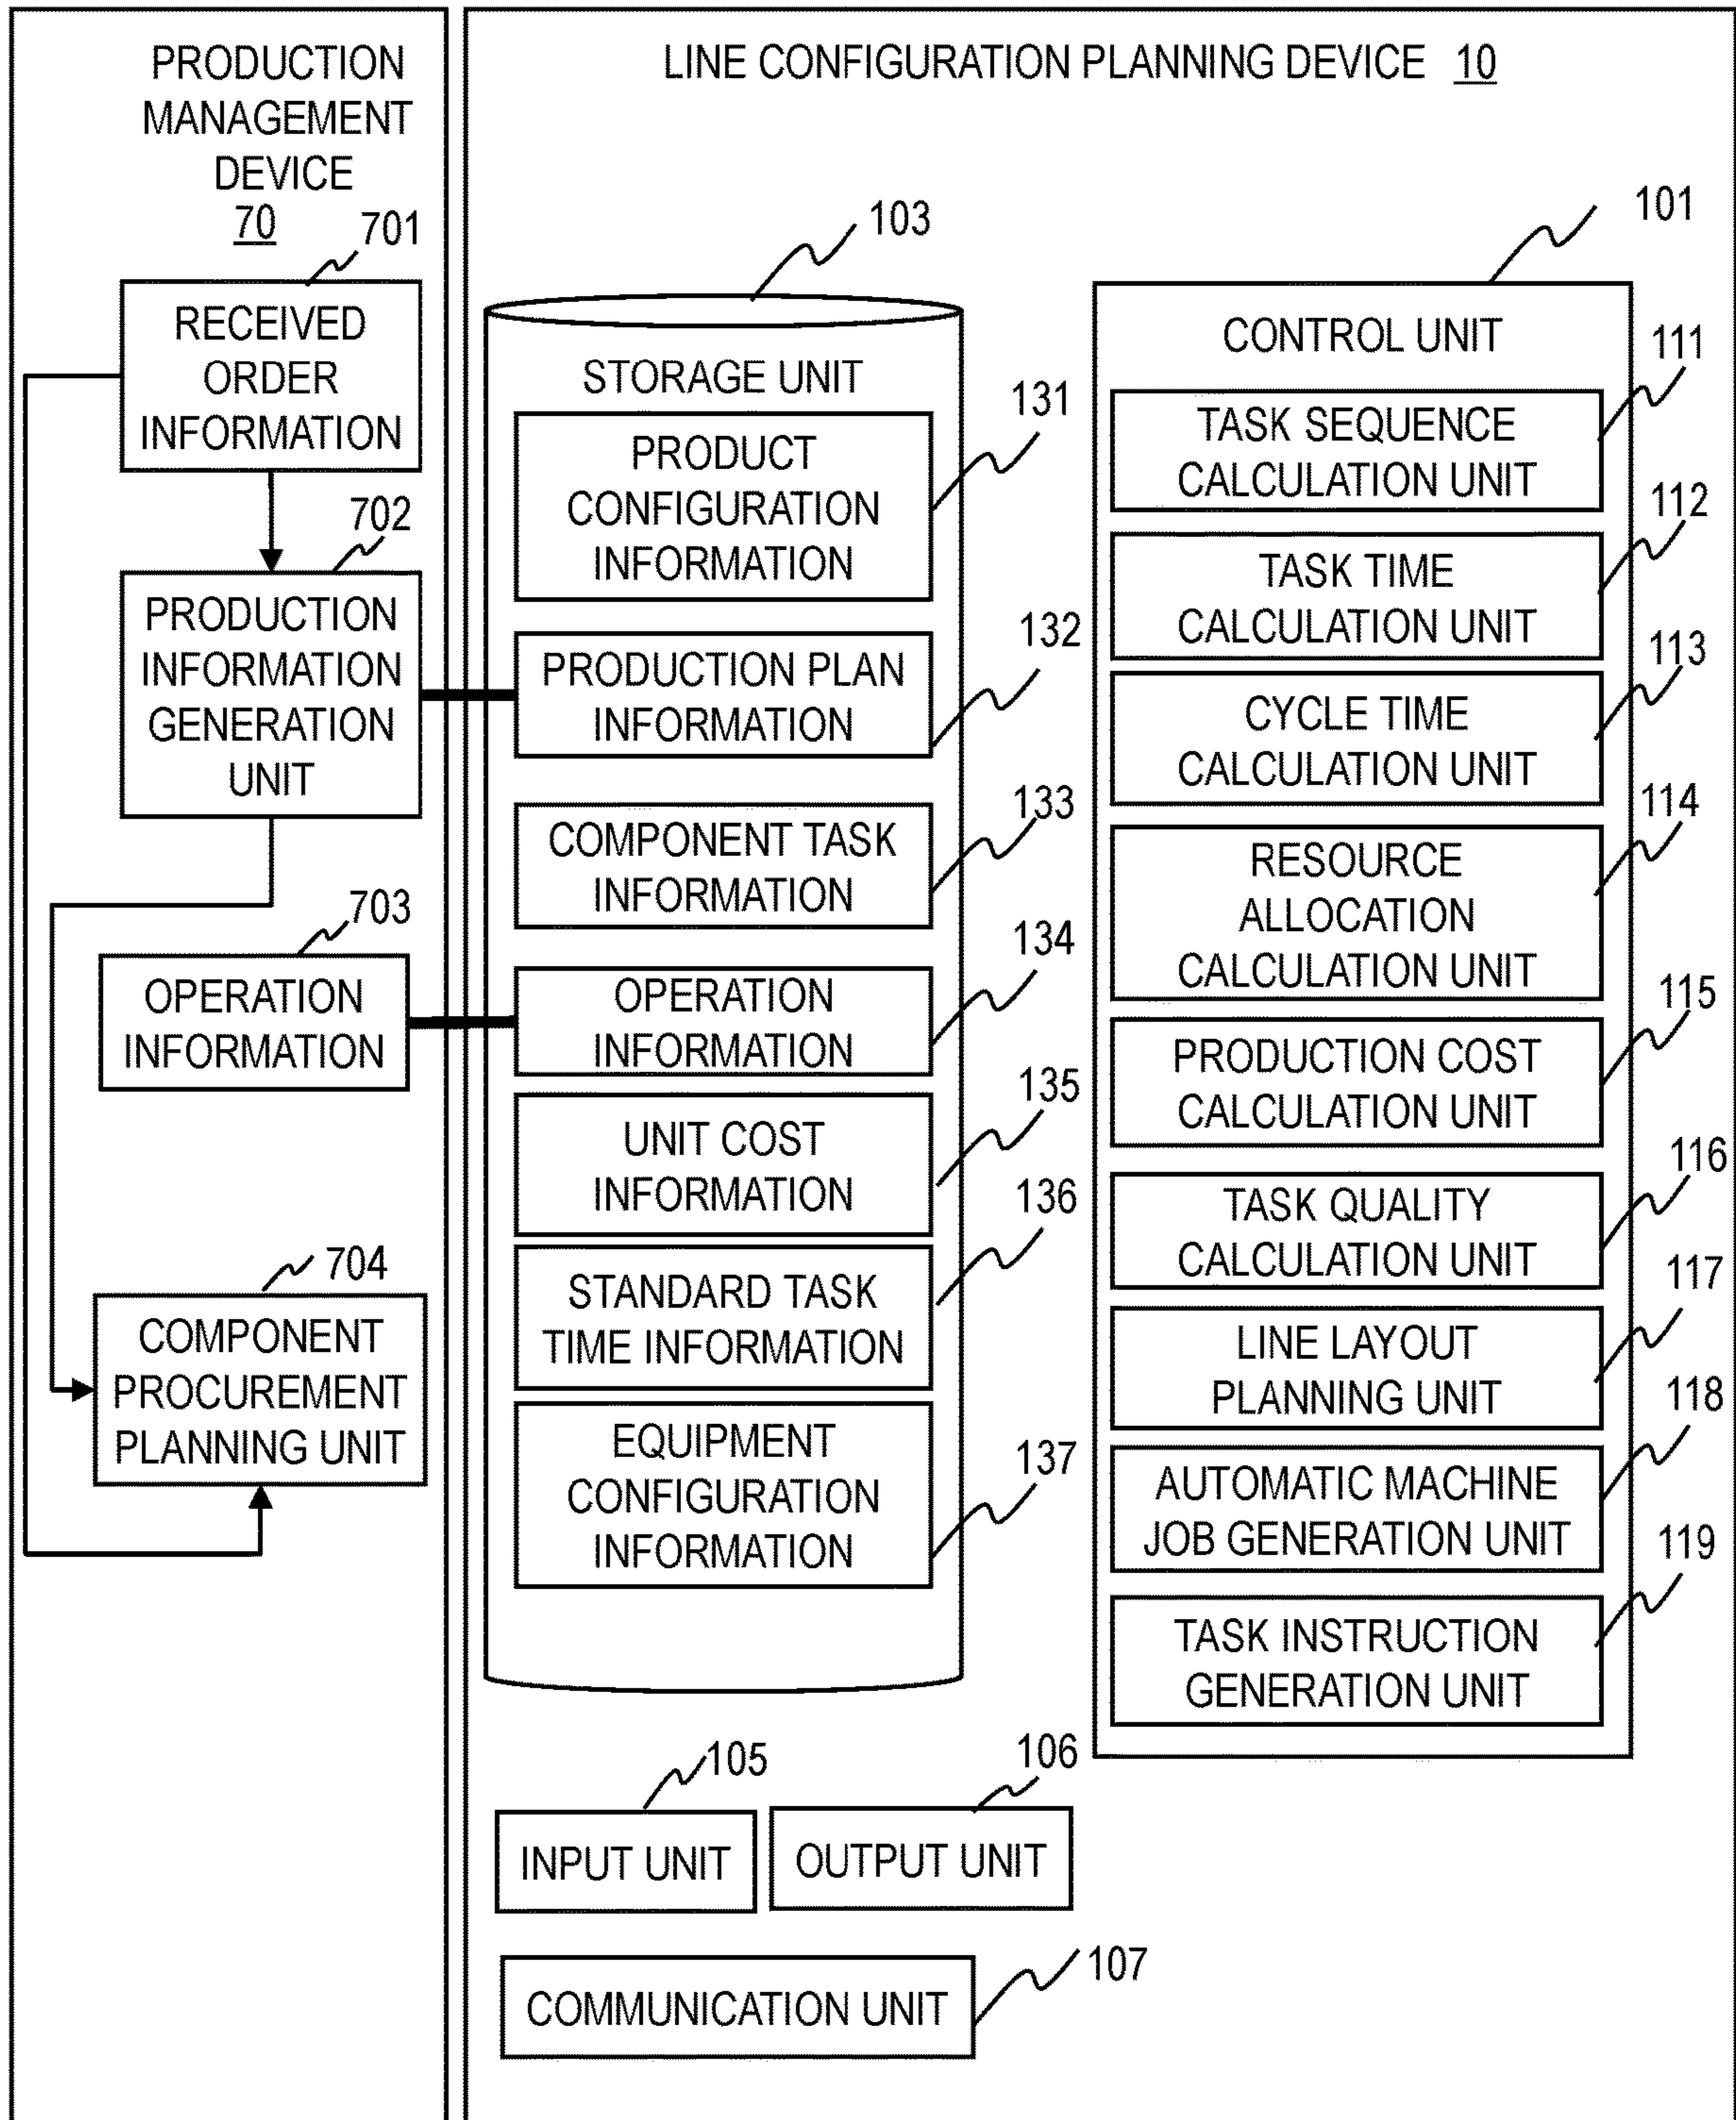 PRODUCTION
MANAGEMENT
DEVICE
70
701
RECEIVED
ORDER
INFORMATION
702
PRODUCTION
INFORMATION
GENERATION
UNIT
703
OPERATION
INFORMATION
704
COMPONENT
PROCUREMENT
PLANNING UNIT
LINE CONFIGURATION PLANNING DEVICE 10
103
STORAGE UNIT
131
PRODUCT
CONFIGURATION
INFORMATION
132
PRODUCTION PLAN
INFORMATION
133
COMPONENT TASK
INFORMATION
134
OPERATION
INFORMATION
135
UNIT COST
INFORMATION
136
STANDARD TASK
TIME INFORMATION
137
EQUIPMENT
CONFIGURATION
INFORMATION
101
CONTROL UNIT
111
TASK SEQUENCE
CALCULATION UNIT
112
TASK TIME
CALCULATION UNIT
113
CYCLE TIME
CALCULATION UNIT
114
RESOURCE
ALLOCATION
CALCULATION UNIT
115
PRODUCTION COST
CALCULATION UNIT
116
TASK QUALITY
CALCULATION UNIT
117
LINE LAYOUT
PLANNING UNIT
118
AUTOMATIC MACHINE
JOB GENERATION UNIT
119
TASK INSTRUCTION
GENERATION UNIT
105
INPUT UNIT
106
OUTPUT UNIT
107
COMMUNICATION UNIT